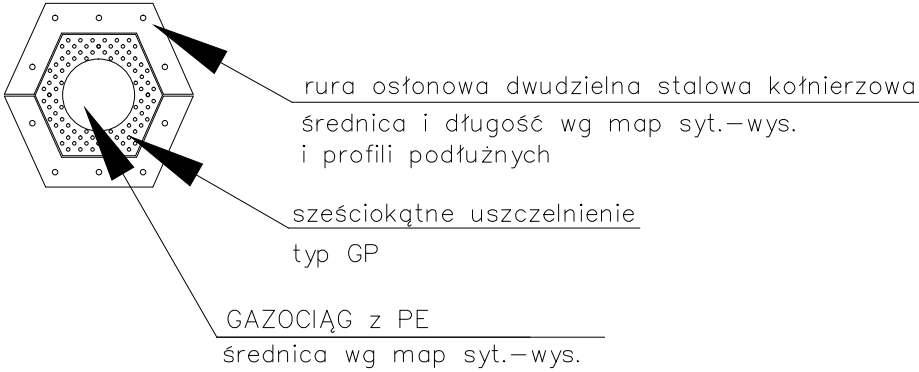 rura osłonowa dwudzielna stalowa kołnierzowa
średnica i długość wg map syt.–wys.
i profili podłużnych
sześciokątne uszczelnienie
typ GP
GAZOCIĄG z PE
średnica wg map syt.–wys.